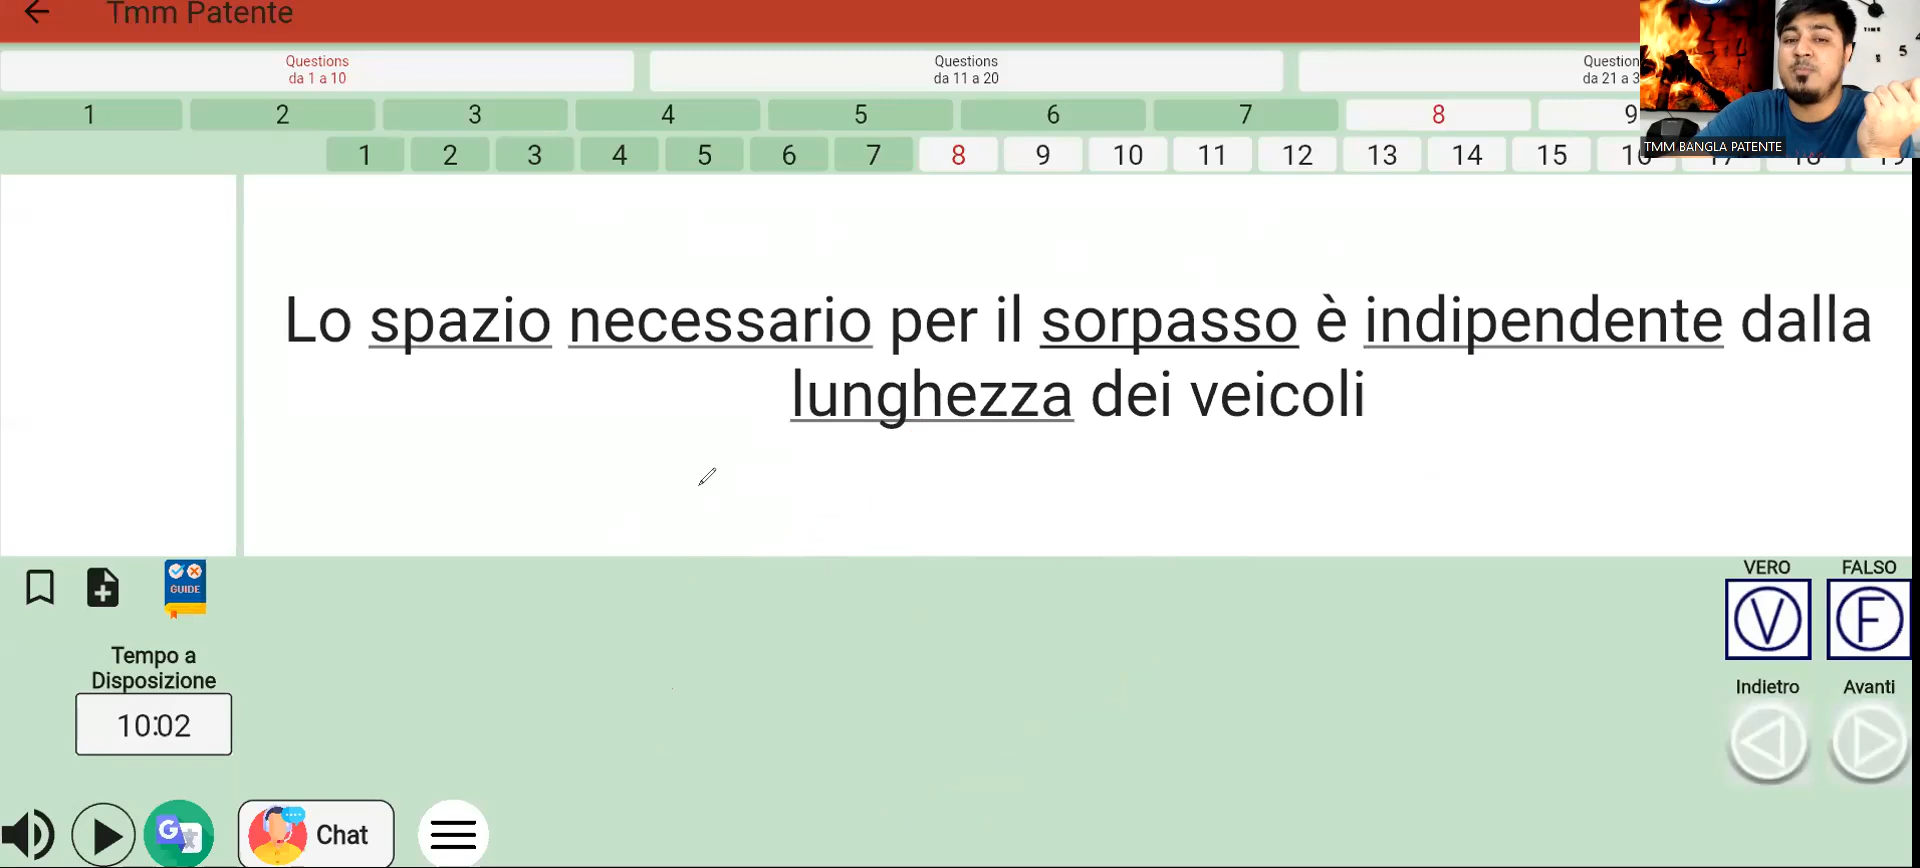 Tmm Patente
Questions
da 1 a 10
Questions
da 11 a 20
Question
da 21 a 3
1 2 3 4 5 6 7 8 9
1 2 3 4 5 6 7 8 9 10 11 12 13 14 15
TMM BANGLA PATENTE
TIME
5
Lo spazio necessario per il sorpasso è indipendente dalla
lunghezza dei veicoli
GUIDE
VERO FALSO
V F
Tempo a
Disposizione
10:02
Indietro Avanti
G
Chat